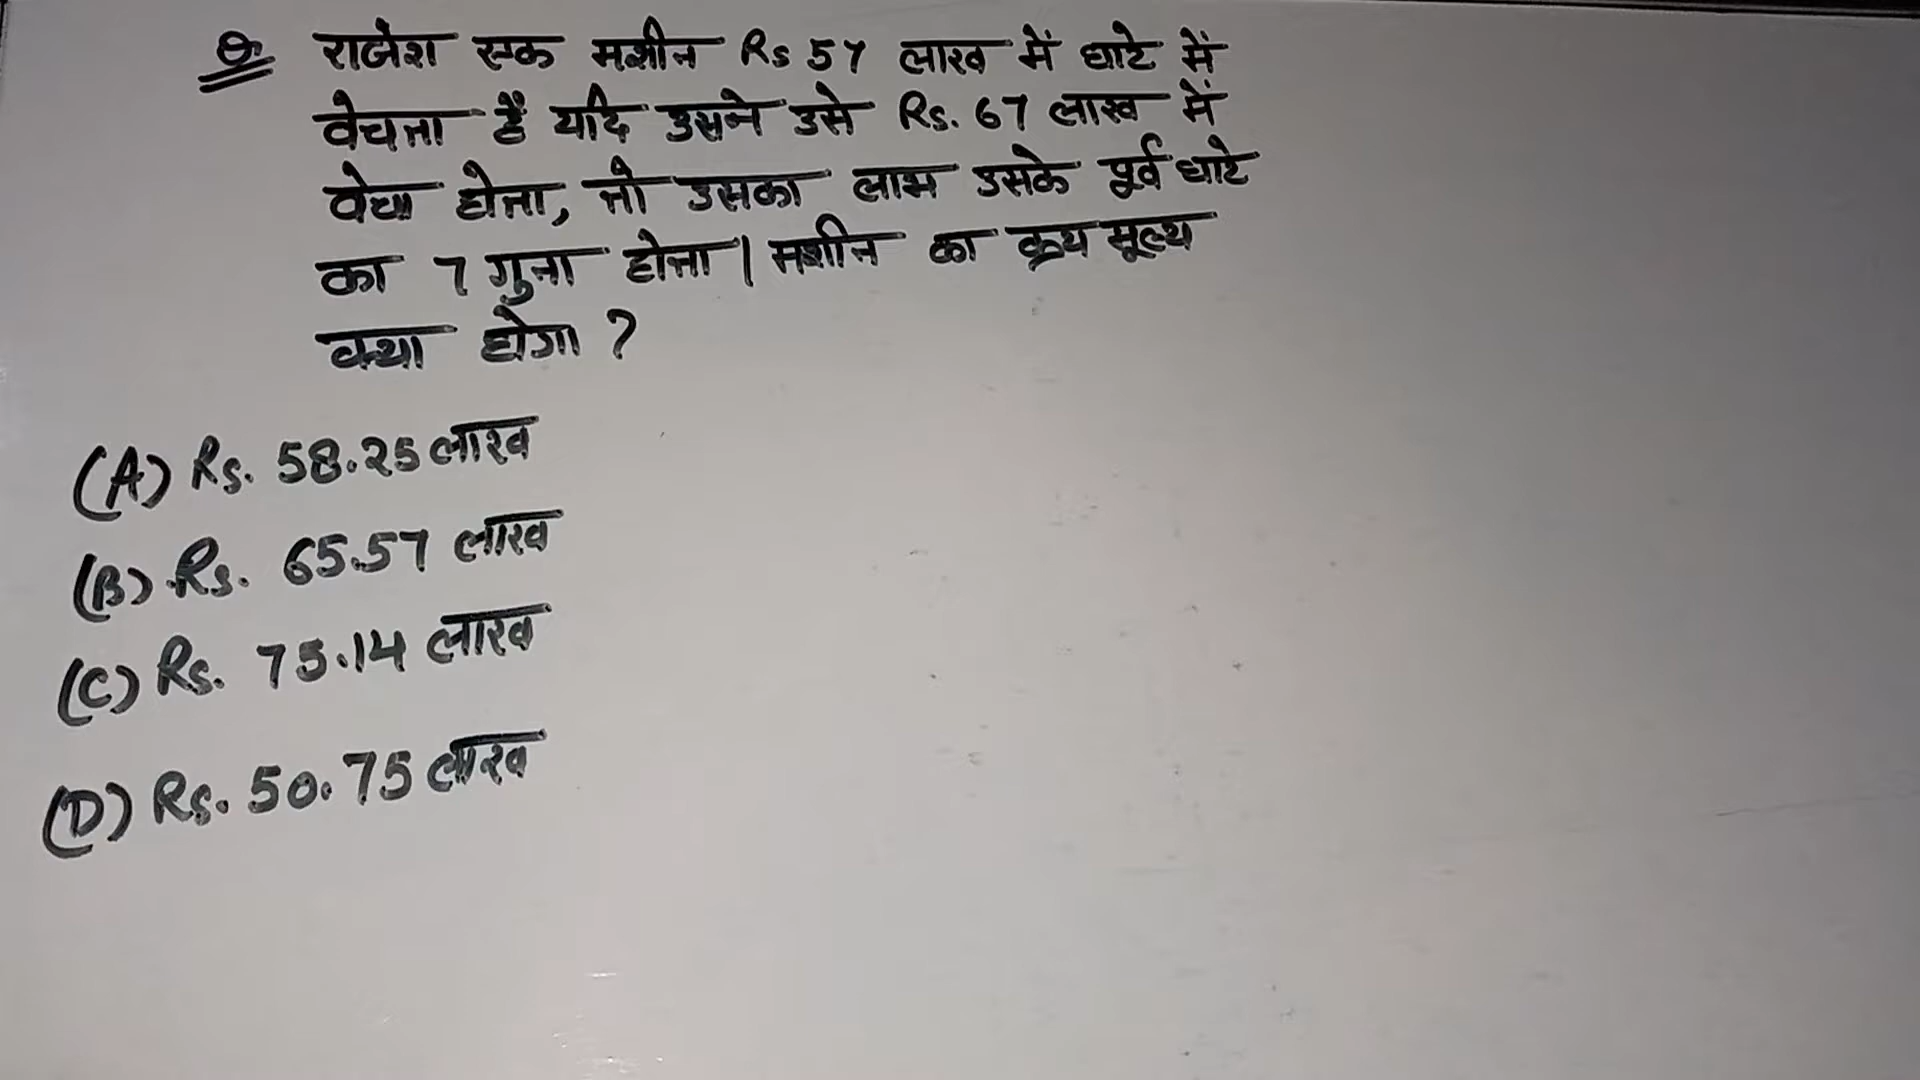 Q. राजेश एक मशीन Rs 57 लाख में घाटे में
वेचता है यदि उसने उसे Rs. 67 लाख में
वेचा होता, तो उसका लाभ उसके पूर्व घाटे
का 7 गुना होता। मशीन का क्रय मूल्य
क्या होगा ?
(A) Rs. 58.25 लाख
(B) Rs. 65.57 लाख
(C) Rs. 75.14 लाख
(D) Rs. 50.75 लाख